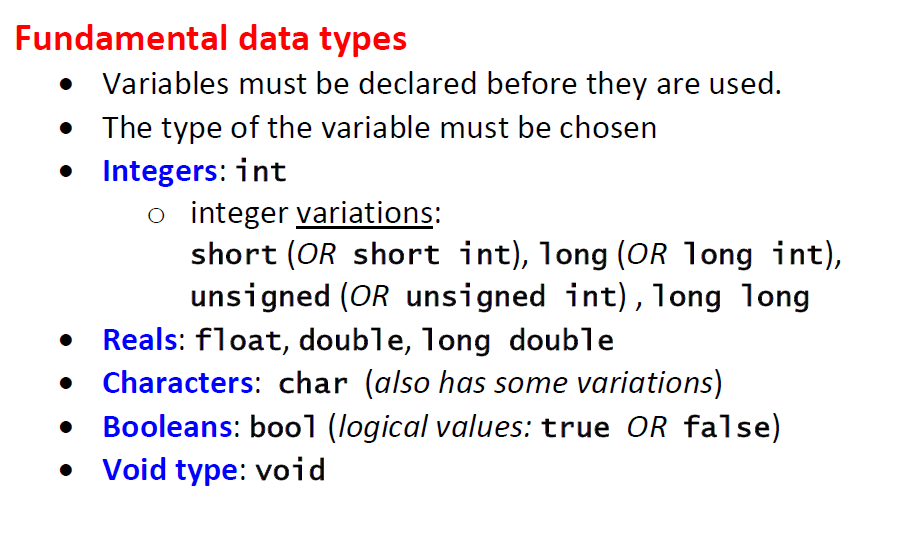 Fundamental data types
• Variables must be declared before they are used.
• The type of the variable must be chosen
• Integers: int
o integer variations:
short (OR short int), long (OR long int),
unsigned (OR unsigned int) , long long
• Reals: float, double, long double
• Characters: char (also has some variations)
• Booleans: bool (logical values: true OR false)
• Void type: void